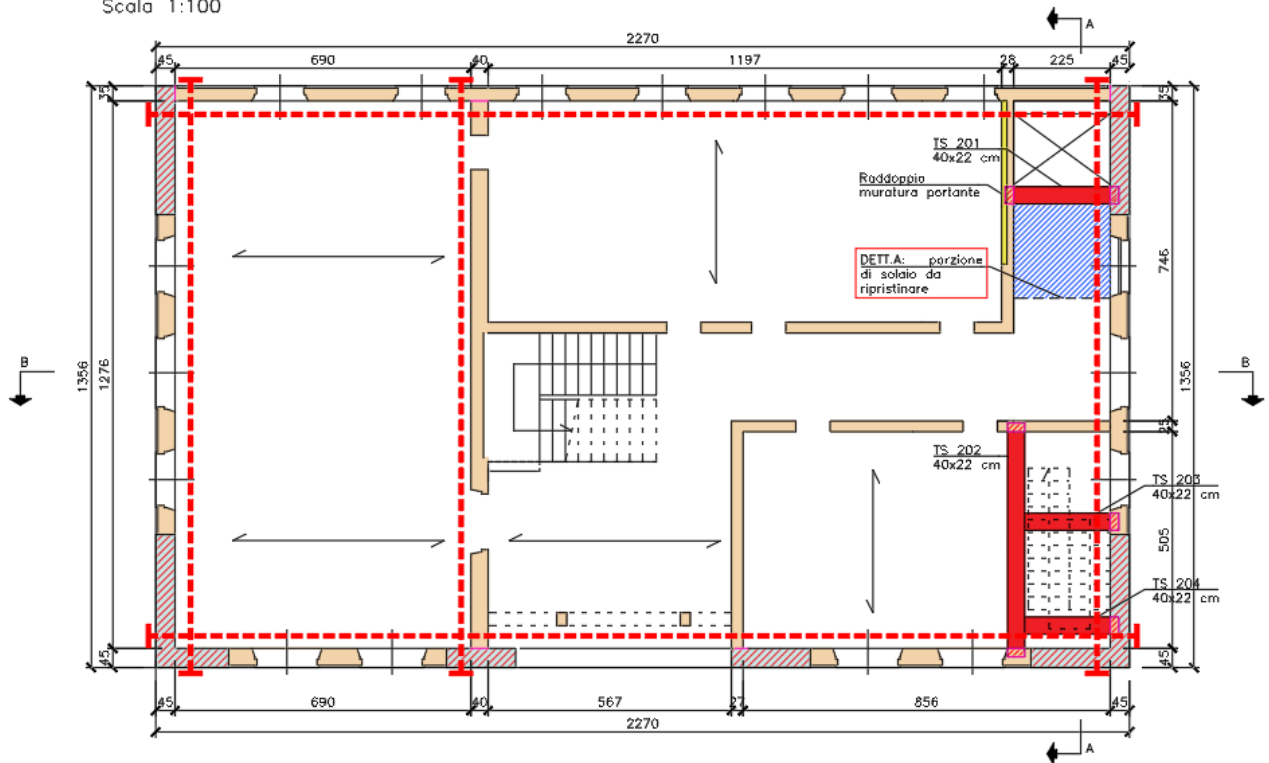 Scala 1:100
A
2270
45
690
40
1197
28
225
45
35
35
TS 201
40x22 cm
Raddoppio
muratura portante
DETT.A: porzione
di solaio da
ripristinare
746
B
B
1356
1276
1356
25
TS 202
40x22 cm
TS 203
40x22 cm
505
TS 204
40x22 cm
45
45
45
690
40
567
27
856
45
2270
A